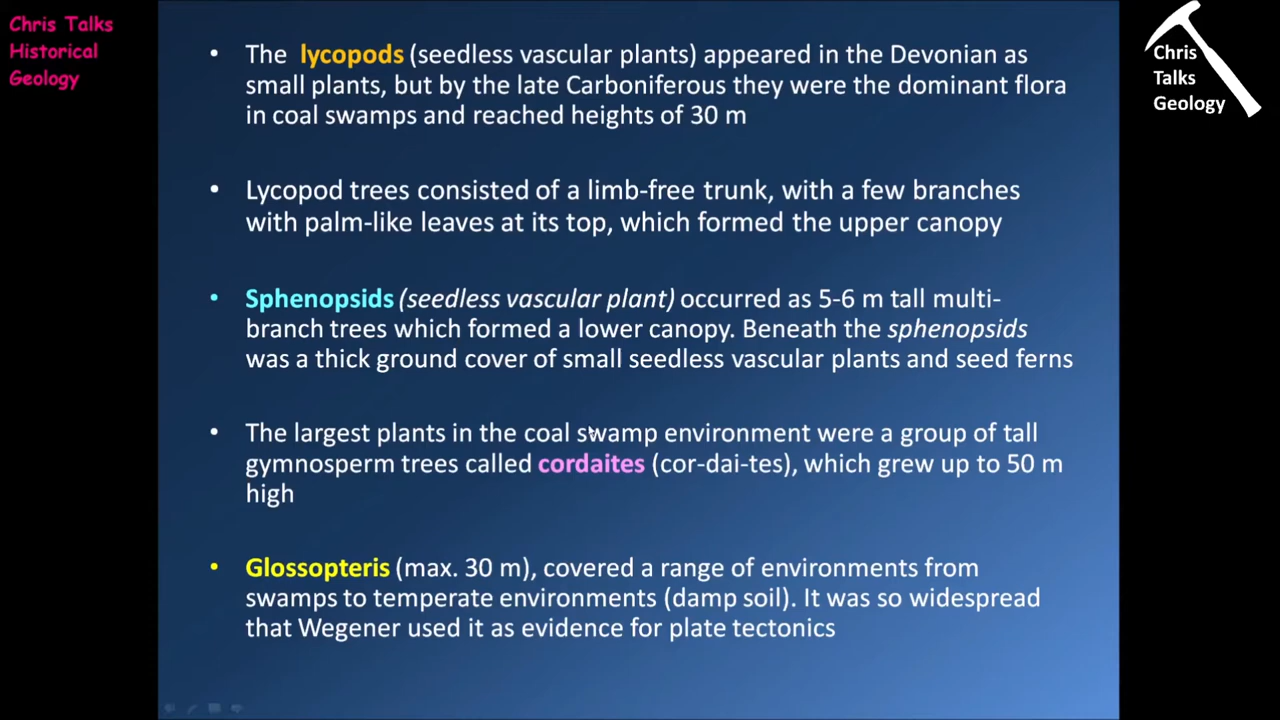 Chris Talks
Historical
Geology
Chris
Talks
Geology
• The lycopods (seedless vascular plants) appeared in the Devonian as
small plants, but by the late Carboniferous they were the dominant flora
in coal swamps and reached heights of 30 m
• Lycopod trees consisted of a limb-free trunk, with a few branches
with palm-like leaves at its top, which formed the upper canopy
• Sphenopsids (seedless vascular plant) occurred as 5-6 m tall multi-
branch trees which formed a lower canopy. Beneath the sphenopsids
was a thick ground cover of small seedless vascular plants and seed ferns
• The largest plants in the coal swamp environment were a group of tall
gymnosperm trees called cordaites (cor-dai-tes), which grew up to 50 m
high
• Glossopteris (max. 30 m), covered a range of environments from
swamps to temperate environments (damp soil). It was so widespread
that Wegener used it as evidence for plate tectonics